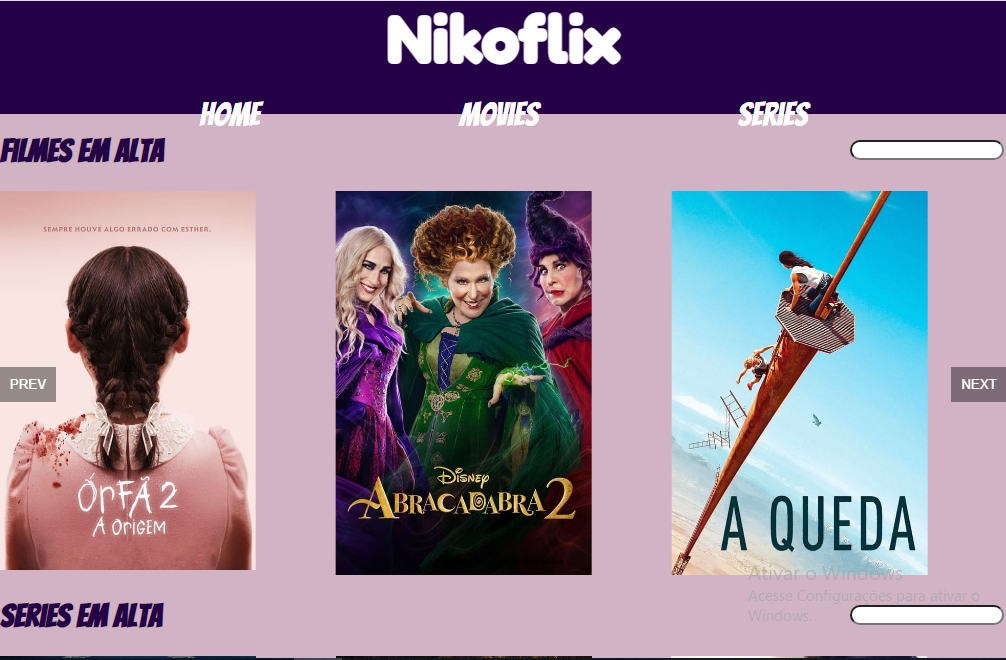 Nikoflix
HOME MOVIES SERIES
FILMES EM ALTA
SEMPRE HOUVE ALGO ERRADO COM ESTHER.
PREV
NEXT
ÓRFÃ 2
A ORIGEM
DISNEY
ABRACADABRA 2
A QUEDA
Ativar o Windows
Acesse Configurações para ativar o
Windows.
SERIES EM ALTA